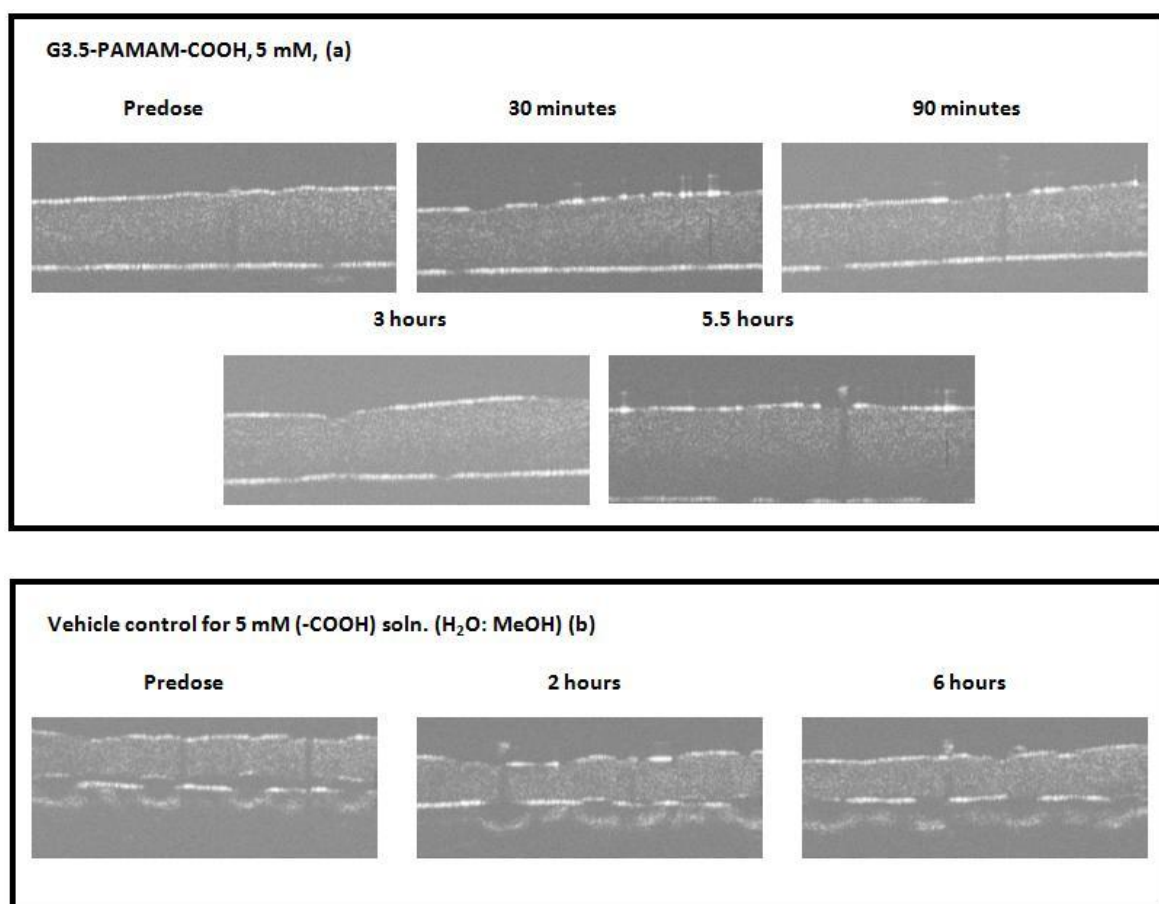 G3.5-PAMAM-COOH, 5 mM, (a)
Predose 30 minutes 90 minutes
3 hours 5.5 hours
Vehicle control for 5 mM (-COOH) soln. (H₂O: MeOH) (b)
Predose 2 hours 6 hours